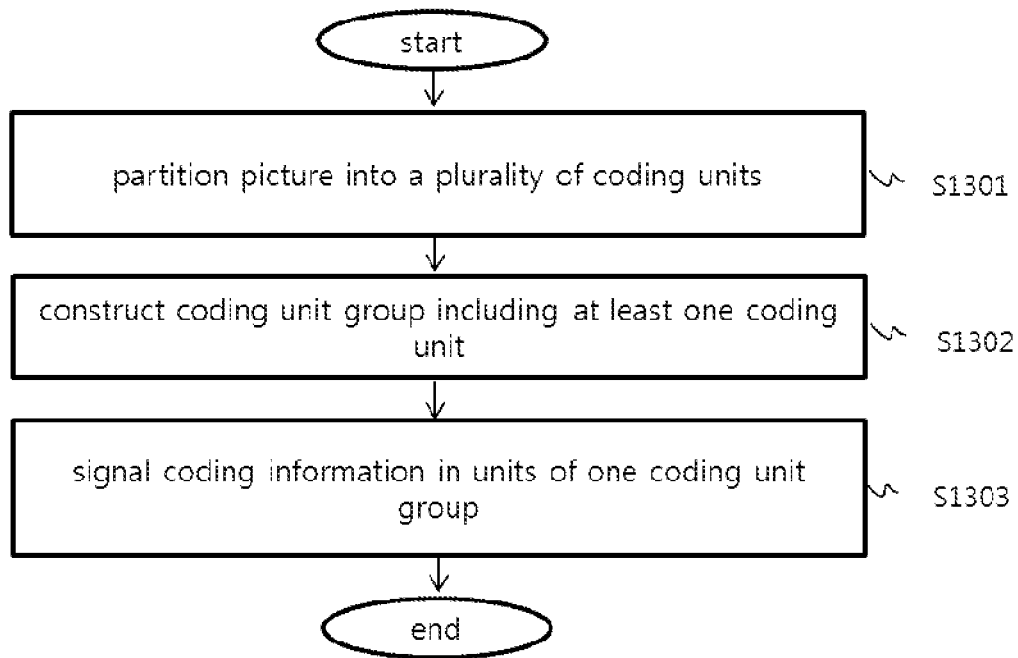 start
partition picture into a plurality of coding units
S1301
construct coding unit group including at least one coding
unit
S1302
signal coding information in units of one coding unit
group
S1303
end